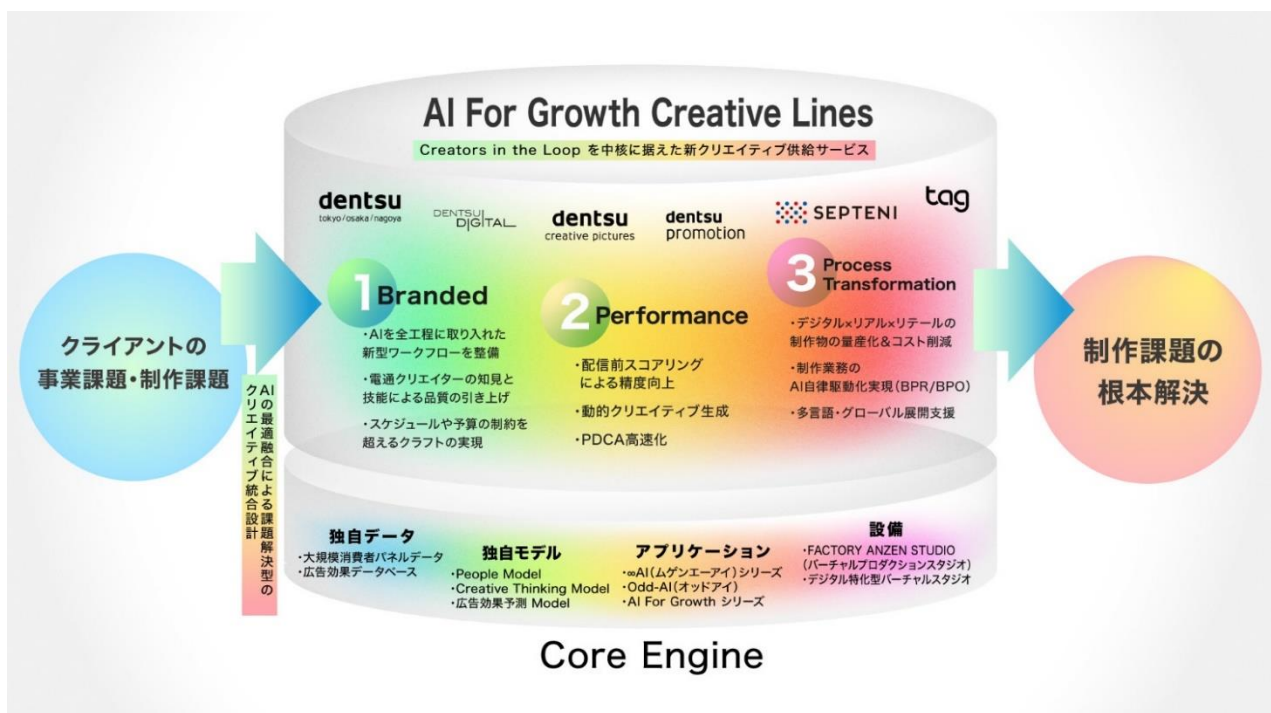 AI For Growth Creative Lines
Creators in the Loop を中核に据えた新クリエイティブ供給サービス
dentsu
tokyo/osaka/nagoya
DENTSU
DIGITAL
dentsu
creative pictures
dentsu
promotion
SEPTENI
tag
クライアントの
事業課題・制作課題
AIの最適融合による課題解決型の
クリエイティブ統合設計
1 Branded
・AIを全工程に取り入れた
新型ワークフローを整備
・電通クリエイターの知見と
技能による品質の引き上げ
・スケジュールや予算の制約を
超えるクラフトの実現
2 Performance
・配信前スコアリング
による精度向上
・動的クリエイティブ生成
・PDCA高速化
3 Process
Transformation
・デジタル×リアル×リテールの
制作物の量産化＆コスト削減
・制作業務の
AI自律駆動化実現(BPR/BPO)
・多言語・グローバル展開支援
制作課題の
根本解決
独自データ
・大規模消費者パネルデータ
・広告効果データベース
独自モデル
・People Model
・Creative Thinking Model
・広告効果予測 Model
アプリケーション
・∞AI(ムゲンエーアイ)シリーズ
・Odd-AI(オッドアイ)
・AI For Growth シリーズ
設備
・FACTORY ANZEN STUDIO
(バーチャルプロダクションスタジオ)
・デジタル特化型バーチャルスタジオ
Core Engine